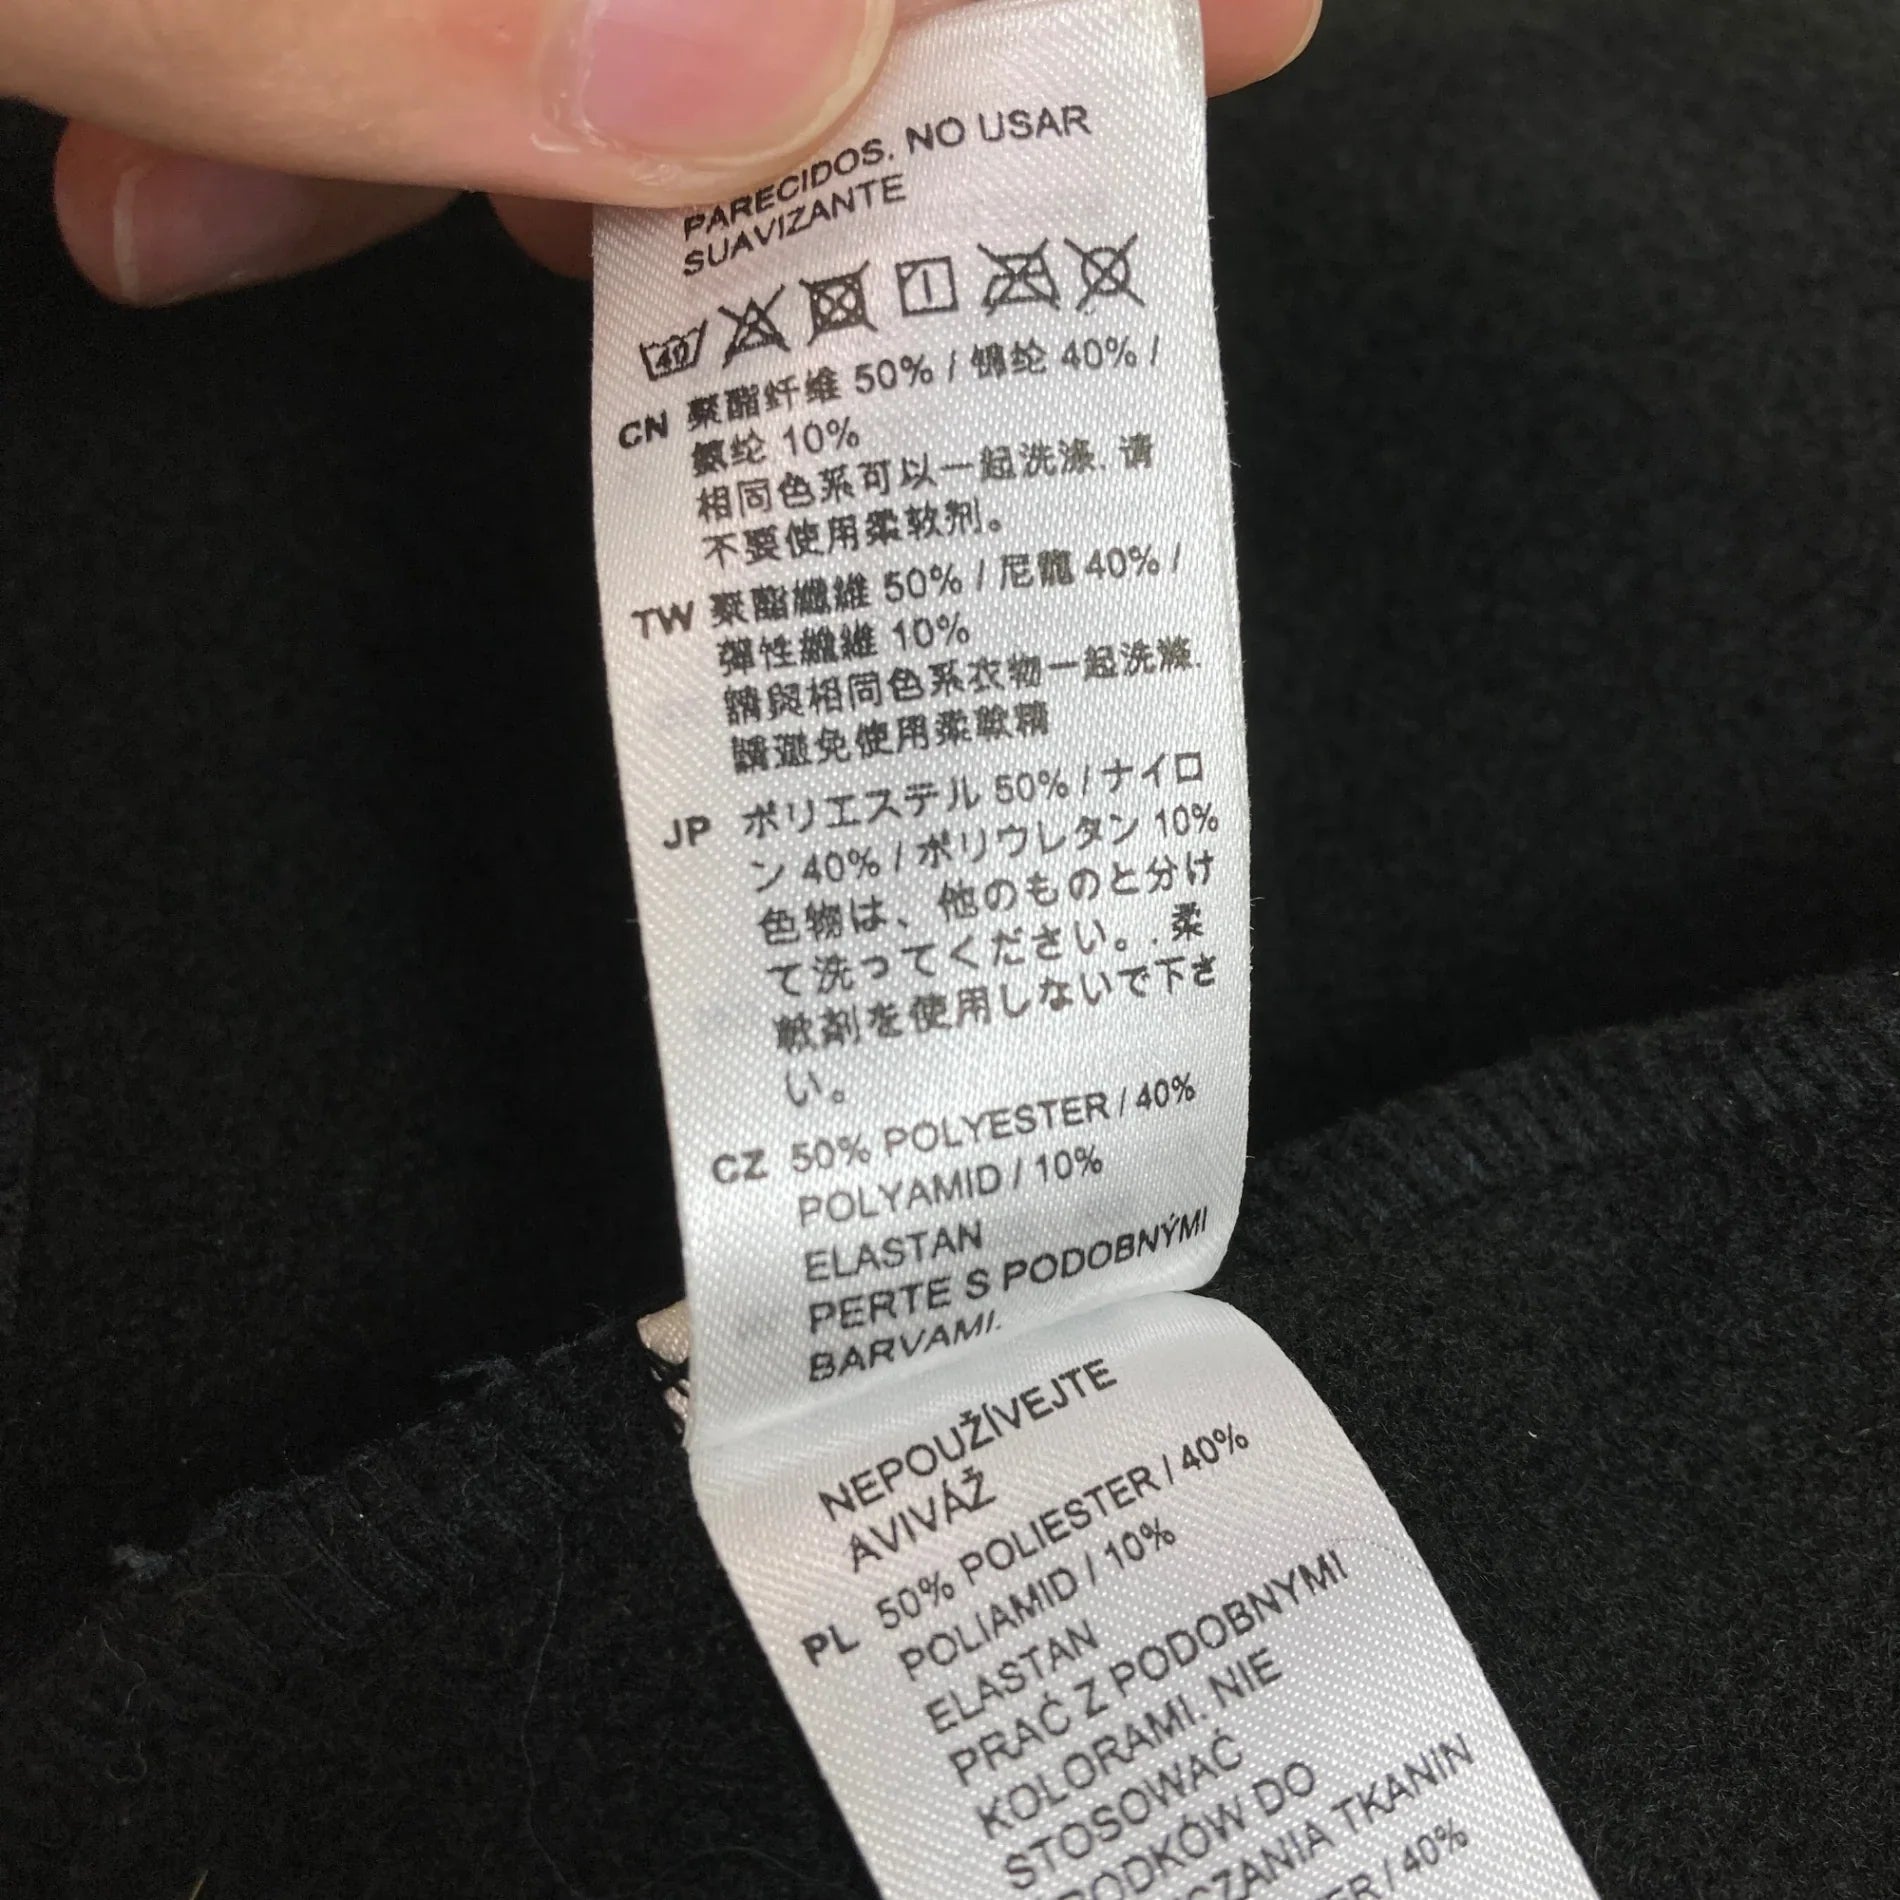 PARECIDOS. NO USAR
SUAVIZANTE
40
CN 聚酯纤维 50% / 锦纶 40% /
氨纶 10%
相同色系可以一起洗涤. 请
不要使用柔软剂。
TW 聚酯纖維 50% / 尼龍 40% /
彈性纖維 10%
請與相同色系衣物一起洗滌.
請避免使用柔軟精
JP ポリエステル 50% / ナイロ
ン 40% / ポリウレタン 10%
色物は、他のものと分け
て洗ってください。. 柔
軟剤を使用しないで下さ
い。
CZ 50% POLYESTER / 40%
POLYAMID / 10%
ELASTAN
PERTE S PODOBNÝMI
BARVAMI.
NEPOUŽÍVEJTE
AVIVÁŽ
PL 50% POLIESTER / 40%
POLIAMID / 10%
ELASTAN
PRAĆ Z PODOBNYMI
KOLORAMI. NIE
STOSOWAĆ
DO
TKANIN
/ 40%